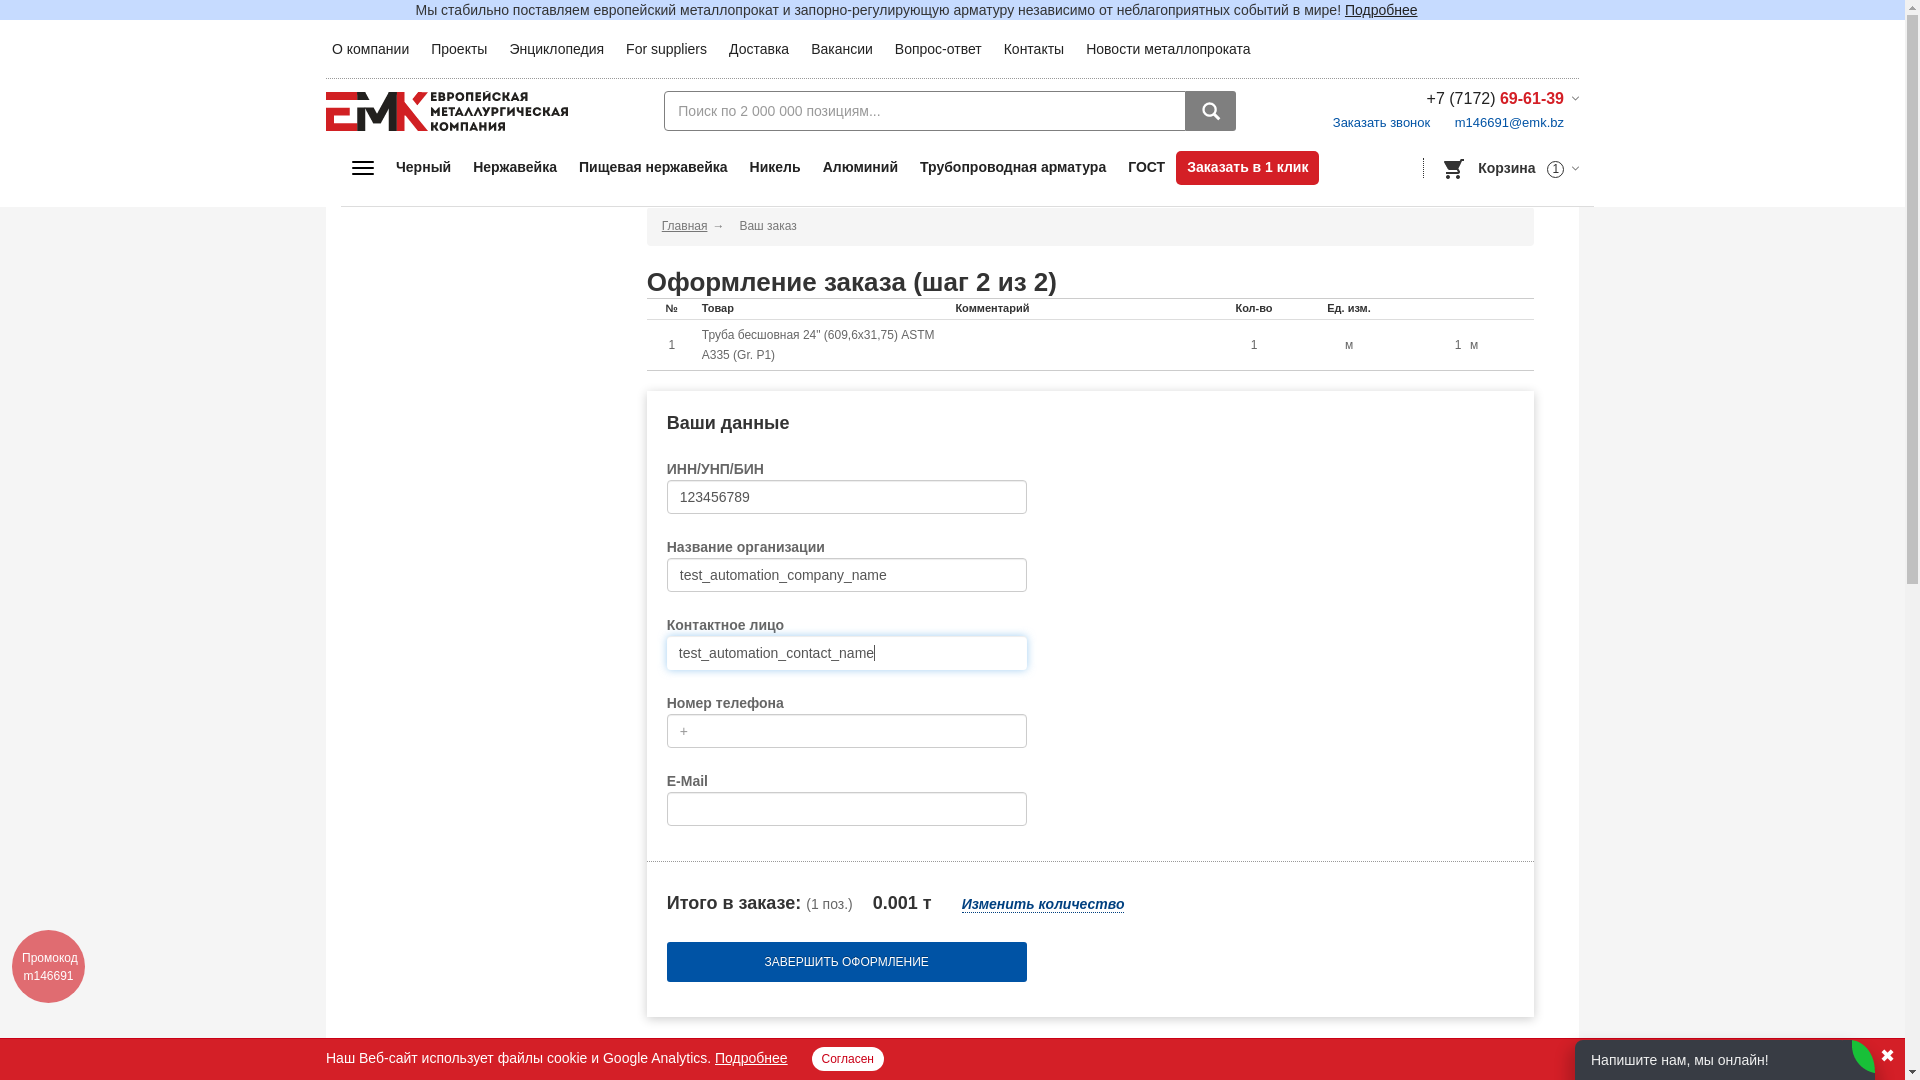 Мы стабильно поставляем европейский металлопрокат и запорно-регулирующую арматуру независимо от неблагоприятных событий в мире! Подробнее
О компании Проекты Энциклопедия For suppliers Доставка Вакансии Вопрос-ответ Контакты Новости металлопроката
ЕМК ЕВРОПЕЙСКАЯ
МЕТАЛЛУРГИЧЕСКАЯ
КОМПАНИЯ
Поиск по 2 000 000 позициям...
+7 (7172) 69-61-39
Заказать звонок m146691@emk.bz
Черный Нержавейка Пищевая нержавейка Никель Алюминий Трубопроводная арматура ГОСТ Заказать в 1 клик Корзина 1
Главная → Ваш заказ
Оформление заказа (шаг 2 из 2)
№ Товар Комментарий Кол-во Ед. изм.
1 Труба бесшовная 24" (609,6х31,75) ASTM A335 (Gr. P1) 1 м 1 м
Ваши данные
ИНН/УНП/БИН
123456789
Название организации
test_automation_company_name
Контактное лицо
test_automation_contact_name
Номер телефона
+
E-Mail
Итого в заказе: (1 поз.) 0.001 т Изменить количество
ЗАВЕРШИТЬ ОФОРМЛЕНИЕ
Промокод
m146691
Наш Веб-сайт использует файлы cookie и Google Analytics. Подробнее Согласен
Напишите нам, мы онлайн!